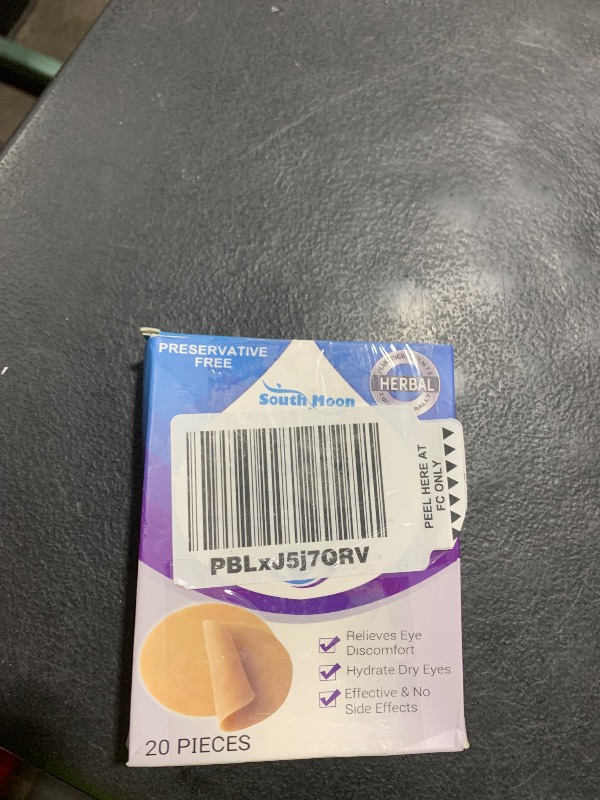 PRESERVATIVE
FREE
South Moon
HERBAL
PEEL HERE AT
FC ONLY
PBLxJ5j7QRV
Relieves Eye
Discomfort
Hydrate Dry Eyes
Effective & No
Side Effects
20 PIECES